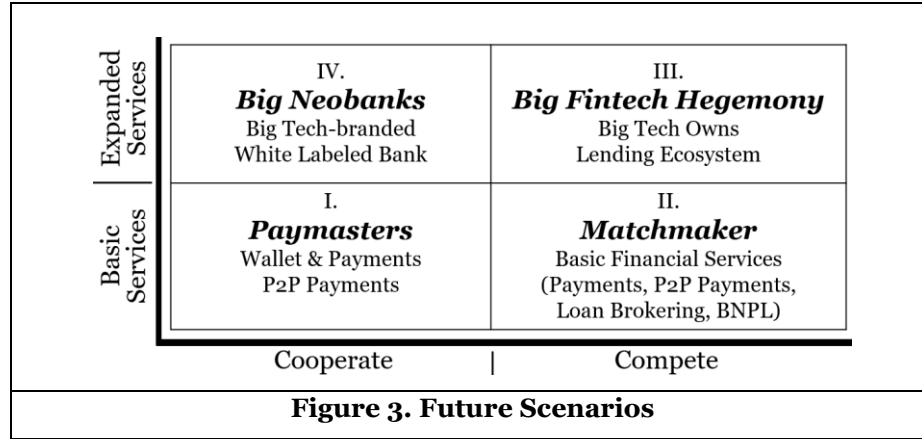 Expanded
Services
IV.
Big Neobanks
Big Tech-branded
White Labeled Bank
III.
Big Fintech Hegemony
Big Tech Owns
Lending Ecosystem
Basic
Services
I.
Paymasters
Wallet & Payments
P2P Payments
II.
Matchmaker
Basic Financial Services
(Payments, P2P Payments,
Loan Brokering, BNPL)
Cooperate | Compete
Figure 3. Future Scenarios